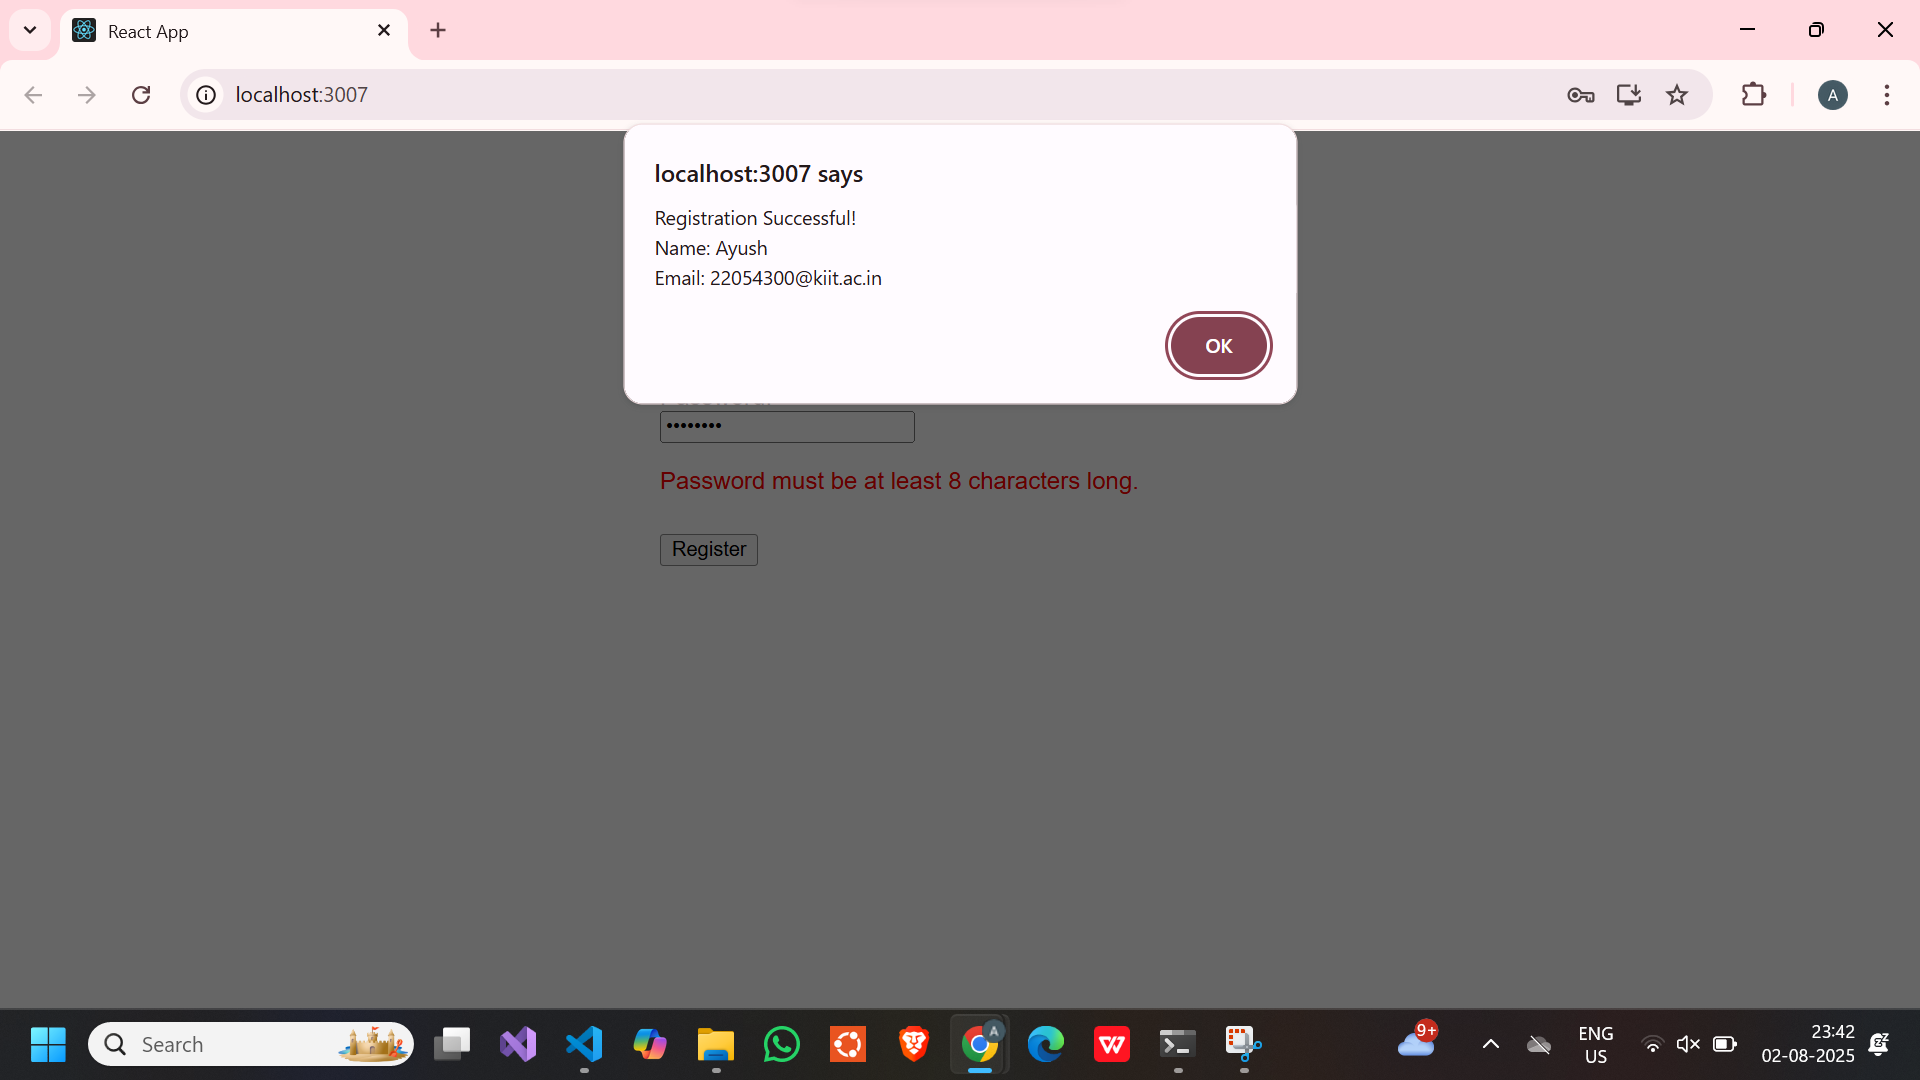 React App
localhost:3007
A
localhost:3007 says
Registration Successful!
Name: Ayush
Email: 22054300@kiit.ac.in
OK
Password must be at least 8 characters long.
Register
Search
A
9+
ENG
US
23:42
02-08-2025